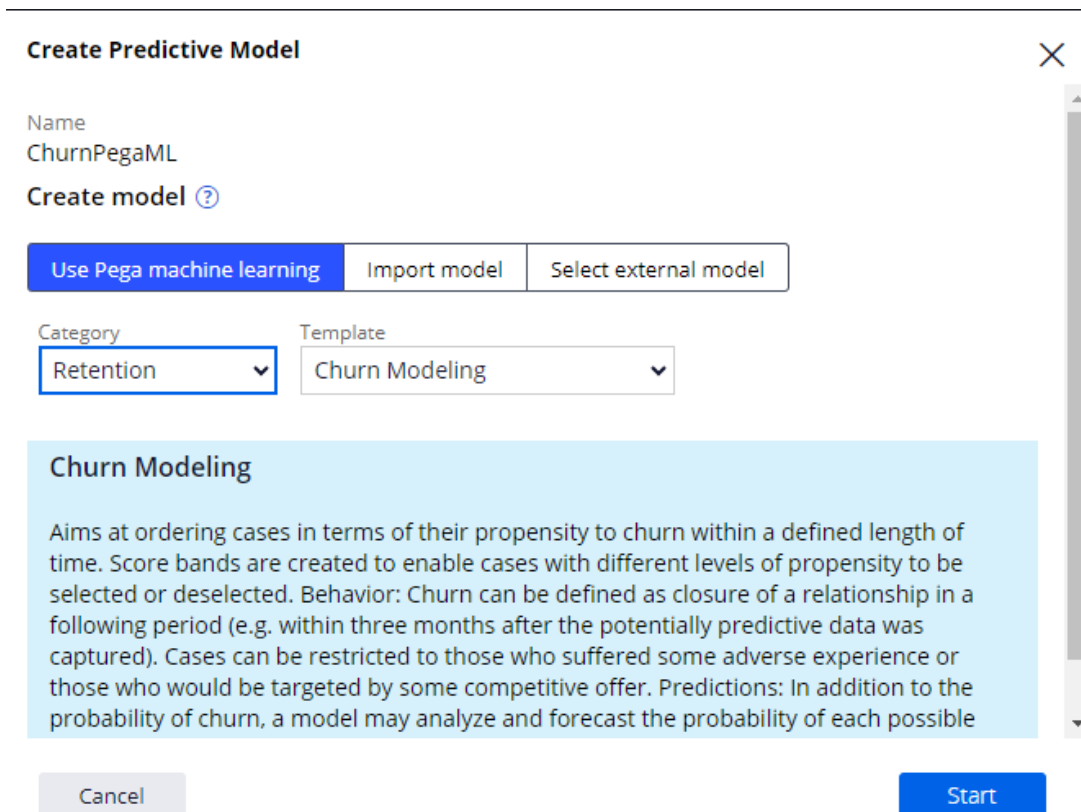 Create Predictive Model
Name
ChurnPegaML
Create model ?
Use Pega machine learning Import model Select external model
Category Template
Retention Churn Modeling
Churn Modeling
Aims at ordering cases in terms of their propensity to churn within a defined length of
time. Score bands are created to enable cases with different levels of propensity to be
selected or deselected. Behavior: Churn can be defined as closure of a relationship in a
following period (e.g. within three months after the potentially predictive data was
captured). Cases can be restricted to those who suffered some adverse experience or
those who would be targeted by some competitive offer. Predictions: In addition to the
probability of churn, a model may analyze and forecast the probability of each possible
Cancel Start